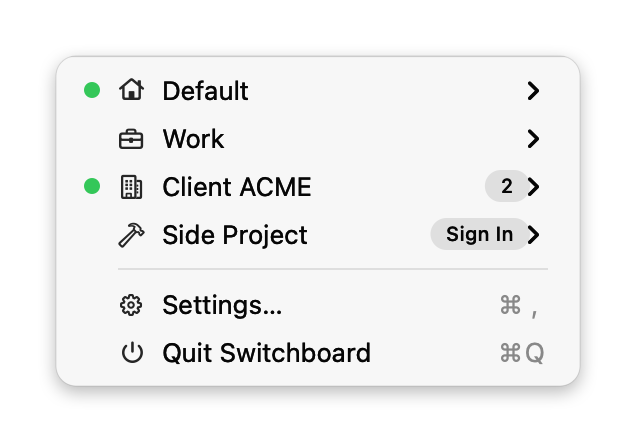 Default
Work
Client ACME 2
Side Project Sign In
Settings... ⌘ ,
Quit Switchboard ⌘Q